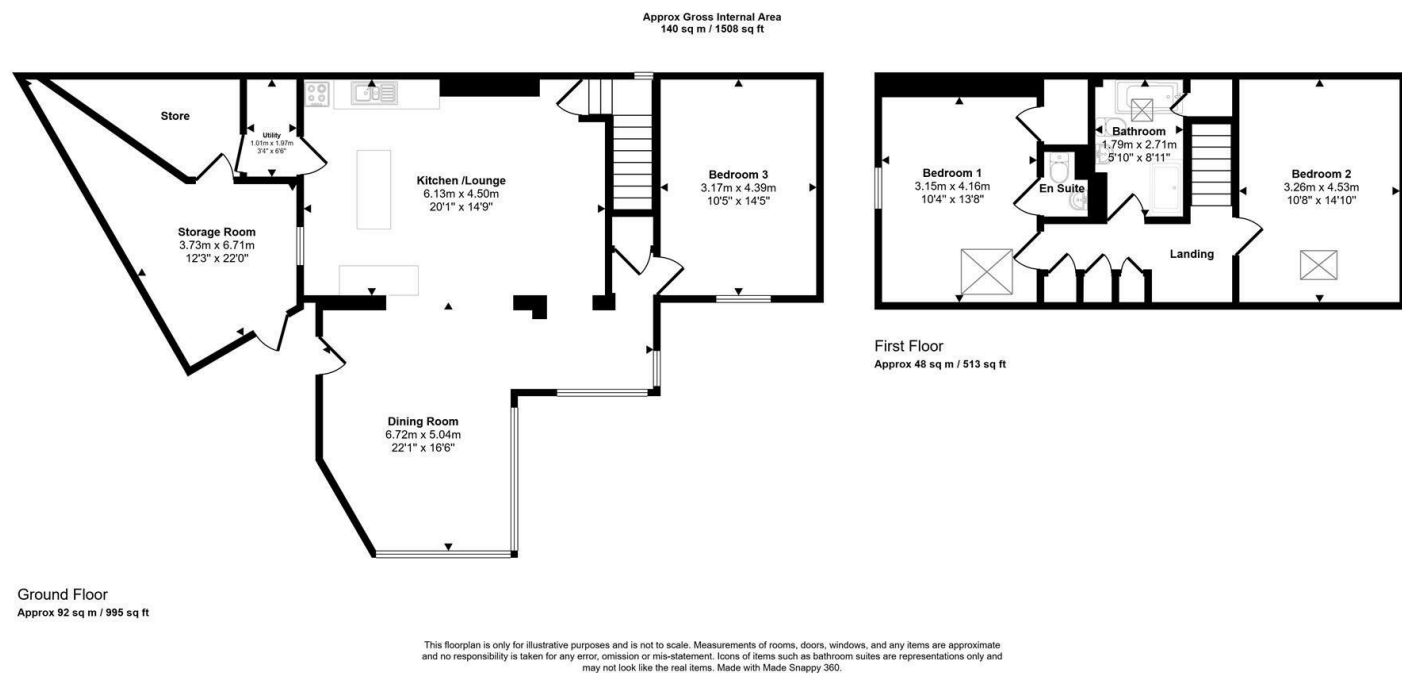 Approx Gross Internal Area
140 sq m / 1508 sq ft
Store
Utility
1.01m x 1.97m
3'4" x 6'6"
Kitchen /Lounge
6.13m x 4.50m
20'1" x 14'9"
Bedroom 3
3.17m x 4.39m
10'5" x 14'5"
Storage Room
3.73m x 6.71m
12'3" x 22'0"
Dining Room
6.72m x 5.04m
22'1" x 16'6"
Ground Floor
Approx 92 sq m / 995 sq ft
Bedroom 1
3.15m x 4.16m
10'4" x 13'8"
En Suite
Bathroom
1.79m x 2.71m
5'10" x 8'11"
Landing
Bedroom 2
3.26m x 4.53m
10'8" x 14'10"
First Floor
Approx 48 sq m / 513 sq ft
This floorplan is only for illustrative purposes and is not to scale. Measurements of rooms, doors, windows, and any items are approximate
and no responsibility is taken for any error, omission or mis-statement. Icons of items such as bathroom suites are representations only and
may not look like the real items. Made with Made Snappy 360.